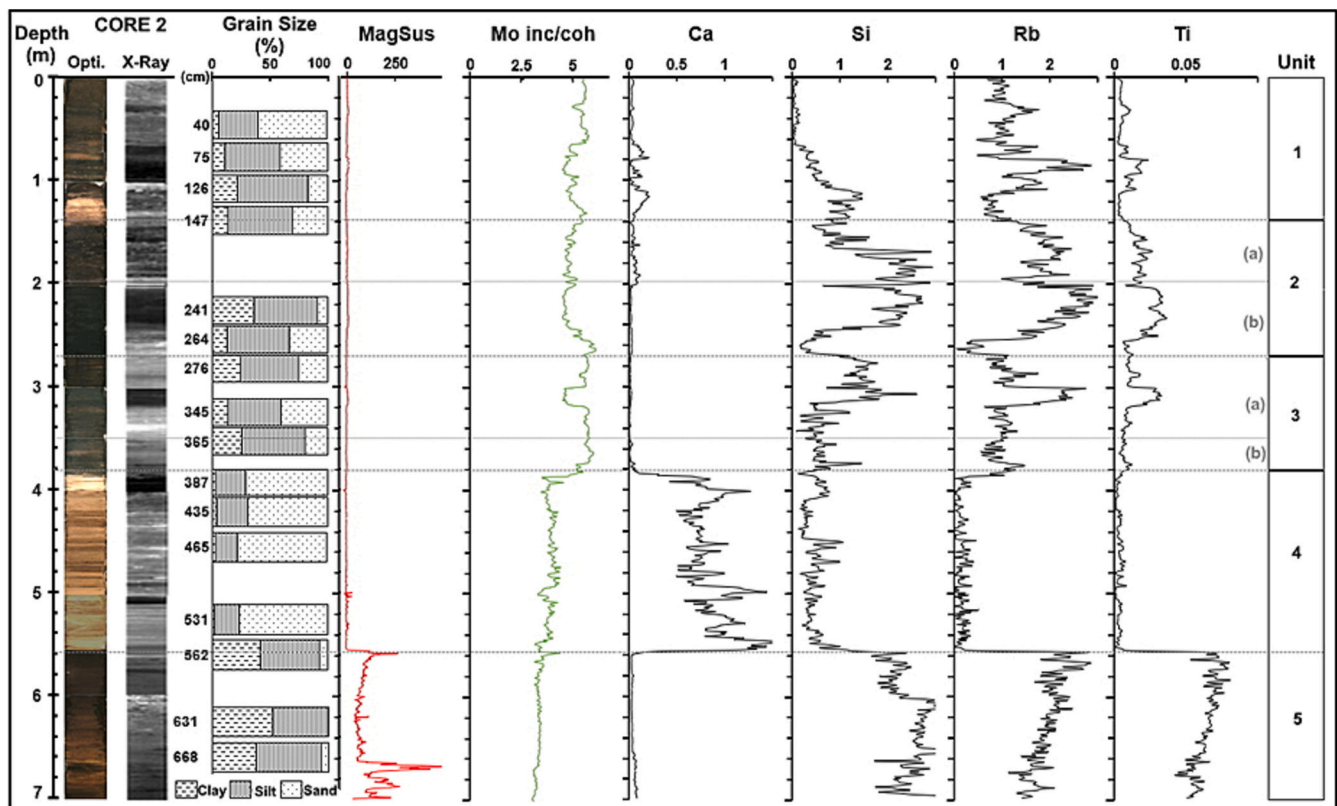 CORE 2 Grain Size MagSus Mo inc/coh Ca Si Rb Ti
Depth (%)
(m) Opti. X-Ray 0 50 100 0 250 2.5 5 0 0.5 1 0 1 2 0 1 2 0 0.05 Unit
0 (cm)
40
75 1
1 126
147
(a)
2 2
241
(b)
264
276
3
345 (a) 3
365 (b)
387
4
435
465 4
5
531
562
6
631 5
668
7 Clay Silt Sand